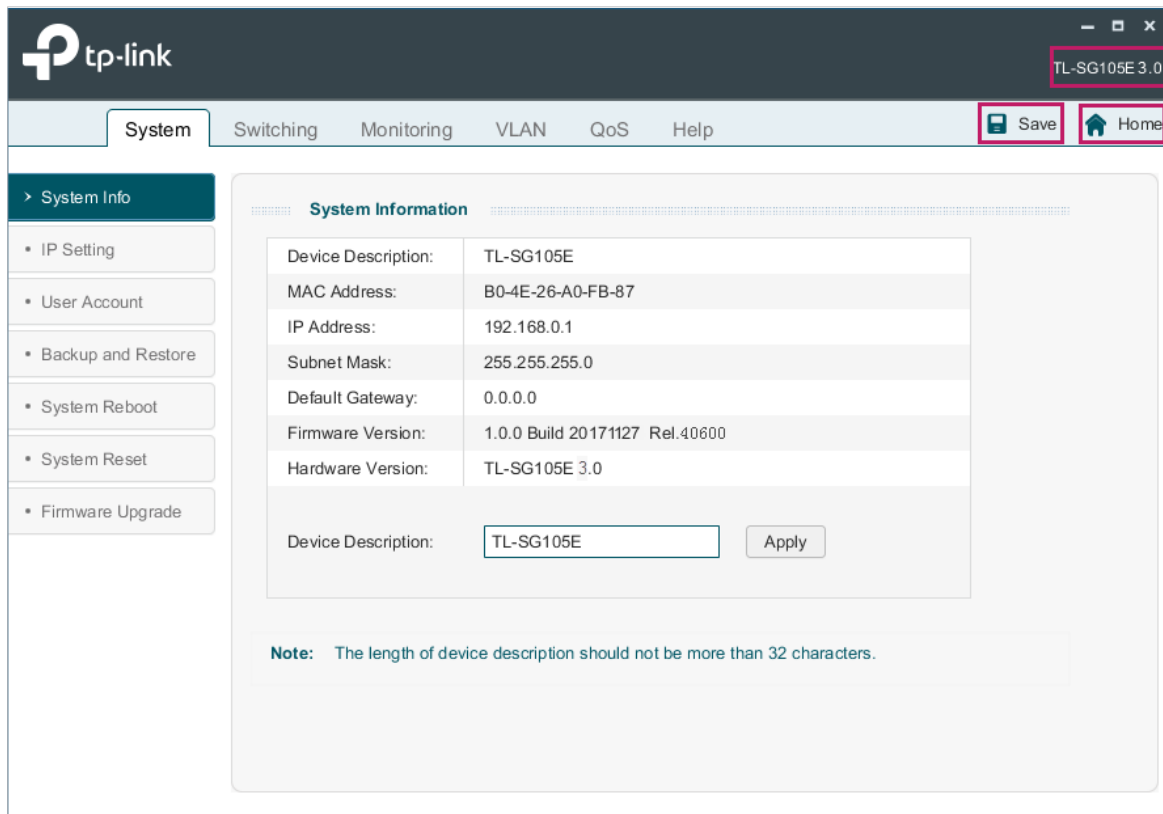 tp-link
TL-SG105E 3.0
System Switching Monitoring VLAN QoS Help Save Home
System Info
IP Setting
User Account
Backup and Restore
System Reboot
System Reset
Firmware Upgrade
System Information
Device Description: TL-SG105E
MAC Address: B0-4E-26-A0-FB-87
IP Address: 192.168.0.1
Subnet Mask: 255.255.255.0
Default Gateway: 0.0.0.0
Firmware Version: 1.0.0 Build 20171127 Rel.40600
Hardware Version: TL-SG105E 3.0
Device Description: TL-SG105E Apply
Note: The length of device description should not be more than 32 characters.